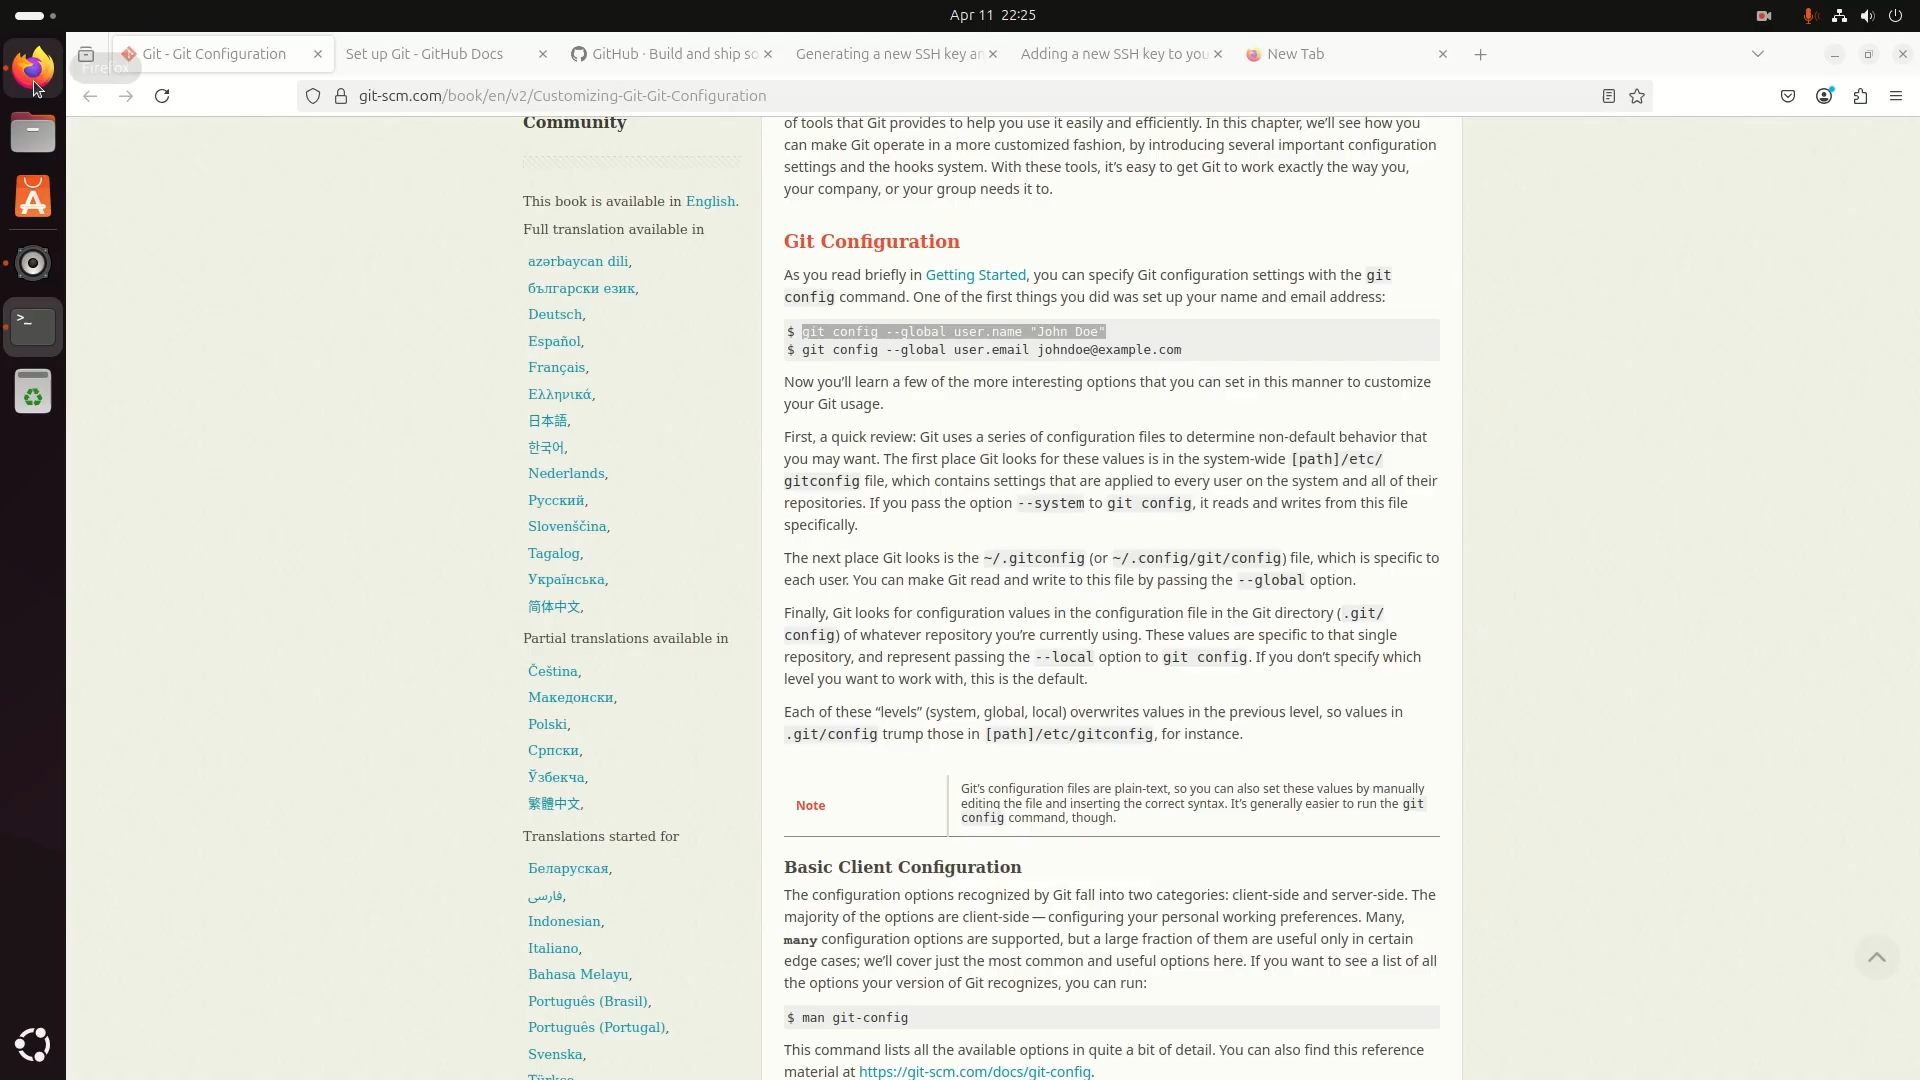 Apr 11 22:25
Git - Git Configuration
Set up Git - GitHub Docs
GitHub · Build and ship so
Generating a new SSH key an
Adding a new SSH key to you
New Tab
Firefox
git-scm.com/book/en/v2/Customizing-Git-Git-Configuration
Community
This book is available in English.
Full translation available in
azərbaycan dili,
български език,
Deutsch,
Español,
Français,
Ελληνικά,
日本語,
한국어,
Nederlands,
Русский,
Slovenščina,
Tagalog,
Українська,
简体中文,
Partial translations available in
Čeština,
Македонски,
Polski,
Српски,
Ўзбекча,
繁體中文,
Translations started for
Беларуская,
فارسی,
Indonesian,
Italiano,
Bahasa Melayu,
Português (Brasil),
Português (Portugal),
Svenska,
Türkçe
of tools that Git provides to help you use it easily and efficiently. In this chapter, we’ll see how you
can make Git operate in a more customized fashion, by introducing several important configuration
settings and the hooks system. With these tools, it’s easy to get Git to work exactly the way you,
your company, or your group needs it to.
Git Configuration
As you read briefly in Getting Started, you can specify Git configuration settings with the git
config command. One of the first things you did was set up your name and email address:
$ git config --global user.name "John Doe"
$ git config --global user.email johndoe@example.com
Now you’ll learn a few of the more interesting options that you can set in this manner to customize
your Git usage.
First, a quick review: Git uses a series of configuration files to determine non-default behavior that
you may want. The first place Git looks for these values is in the system-wide [path]/etc/
gitconfig file, which contains settings that are applied to every user on the system and all of their
repositories. If you pass the option --system to git config, it reads and writes from this file
specifically.
The next place Git looks is the ~/.gitconfig (or ~/.config/git/config) file, which is specific to
each user. You can make Git read and write to this file by passing the --global option.
Finally, Git looks for configuration values in the configuration file in the Git directory (.git/
config) of whatever repository you’re currently using. These values are specific to that single
repository, and represent passing the --local option to git config. If you don’t specify which
level you want to work with, this is the default.
Each of these “levels” (system, global, local) overwrites values in the previous level, so values in
.git/config trump those in [path]/etc/gitconfig, for instance.
Note
Git’s configuration files are plain-text, so you can also set these values by manually
editing the file and inserting the correct syntax. It’s generally easier to run the git
config command, though.
Basic Client Configuration
The configuration options recognized by Git fall into two categories: client-side and server-side. The
majority of the options are client-side — configuring your personal working preferences. Many,
many configuration options are supported, but a large fraction of them are useful only in certain
edge cases; we’ll cover just the most common and useful options here. If you want to see a list of all
the options your version of Git recognizes, you can run:
$ man git-config
This command lists all the available options in quite a bit of detail. You can also find this reference
material at https://git-scm.com/docs/git-config.